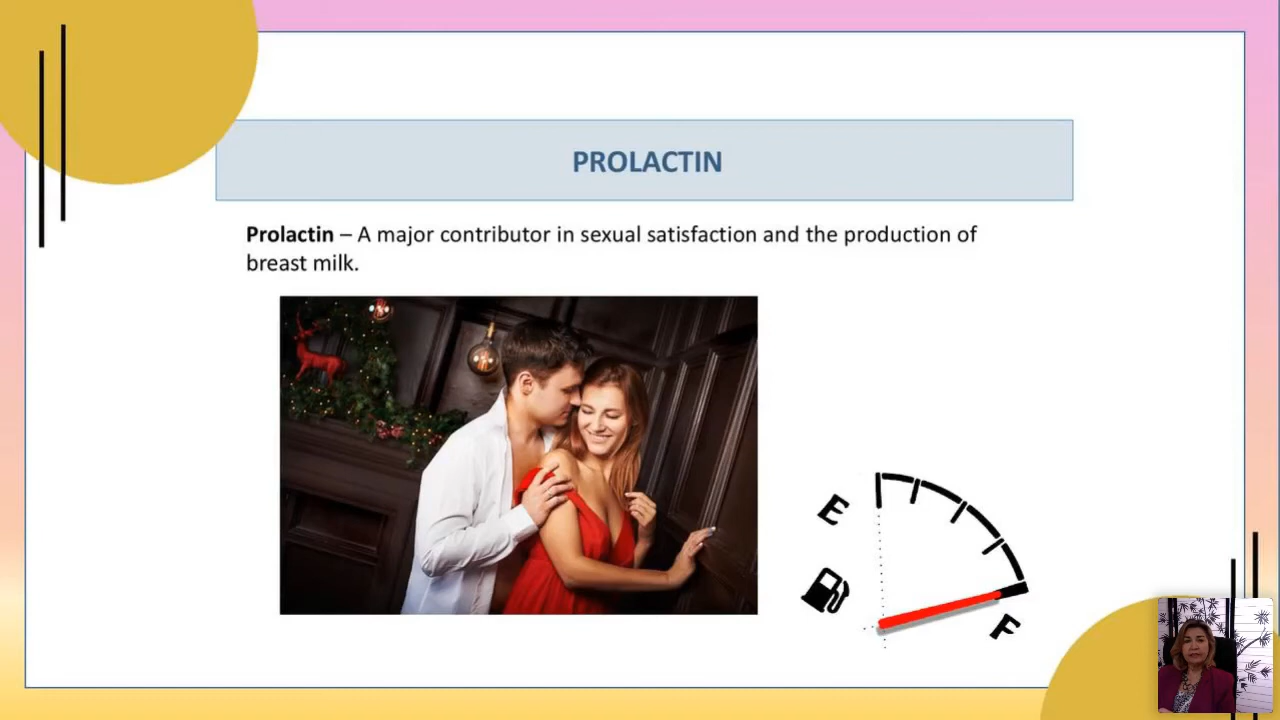 PROLACTIN
Prolactin – A major contributor in sexual satisfaction and the production of
breast milk.
E
F